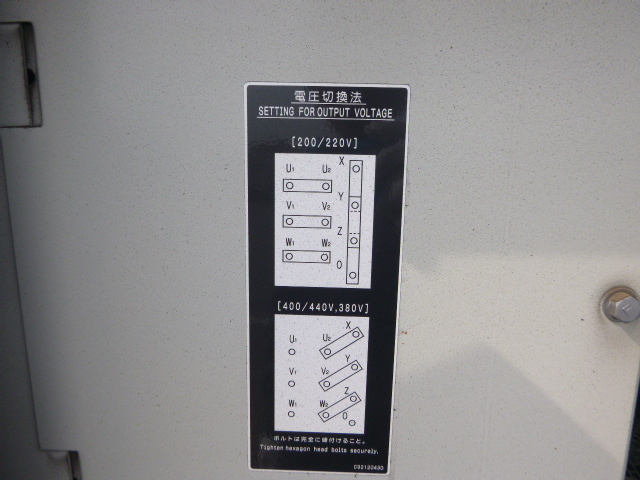 電圧切換法
SETTING FOR OUTPUT VOLTAGE
[200/220V]
X
U1 U2
Y
V1 V2
Z
W1 W2
O
[400/440V,380V]
X
U1 U2
Y
V1 V2
Z
W1 W2
O
ボルトは完全に締付けること。
Tighten hexagon head bolts securely.
C92120430